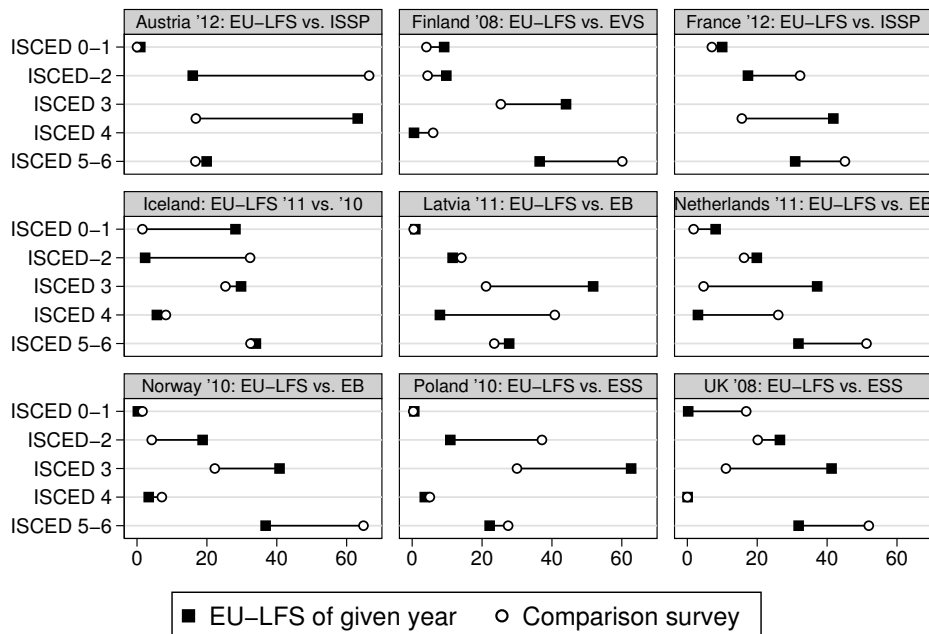 Austria '12: EU−LFS vs. ISSP
Finland '08: EU−LFS vs. EVS
France '12: EU−LFS vs. ISSP
ISCED 0−1
ISCED−2
ISCED 3
ISCED 4
ISCED 5−6
Iceland: EU−LFS '11 vs. '10
Latvia '11: EU−LFS vs. EB
Netherlands '11: EU−LFS vs. EB
ISCED 0−1
ISCED−2
ISCED 3
ISCED 4
ISCED 5−6
Norway '10: EU−LFS vs. EB
Poland '10: EU−LFS vs. ESS
UK '08: EU−LFS vs. ESS
ISCED 0−1
ISCED−2
ISCED 3
ISCED 4
ISCED 5−6
0 20 40 60 0 20 40 60 0 20 40 60
EU−LFS of given year Comparison survey